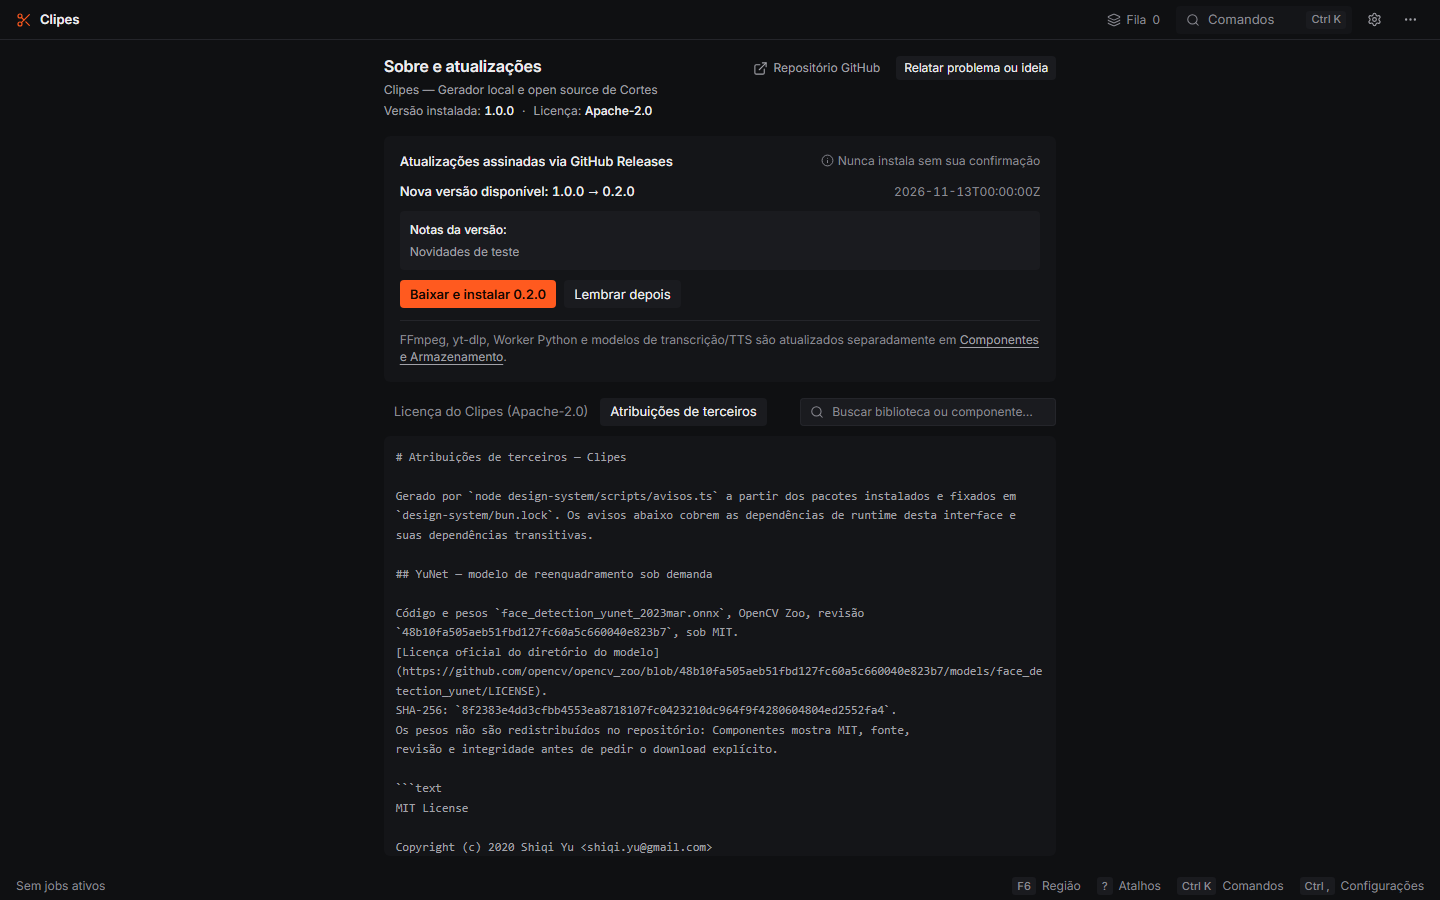 Clipes
Fila 0
Comandos Ctrl K
Sobre e atualizações
Repositório GitHub
Relatar problema ou ideia
Clipes — Gerador local e open source de Cortes
Versão instalada: 1.0.0 · Licença: Apache-2.0
Atualizações assinadas via GitHub Releases
Nunca instala sem sua confirmação
Nova versão disponível: 1.0.0 → 0.2.0
2026-11-13T00:00:00Z
Notas da versão:
Novidades de teste
Baixar e instalar 0.2.0
Lembrar depois
FFmpeg, yt-dlp, Worker Python e modelos de transcrição/TTS são atualizados separadamente em Componentes
e Armazenamento.
Licença do Clipes (Apache-2.0)
Atribuições de terceiros
Buscar biblioteca ou componente...
# Atribuições de terceiros — Clipes
Gerado por `node design-system/scripts/avisos.ts` a partir dos pacotes instalados e fixados em
`design-system/bun.lock`. Os avisos abaixo cobrem as dependências de runtime desta interface e
suas dependências transitivas.
## YuNet — modelo de reenquadramento sob demanda
Código e pesos `face_detection_yunet_2023mar.onnx`, OpenCV Zoo, revisão
`48b10fa505aeb51fbd127fc60a5c660040e823b7`, sob MIT.
[Licença oficial do diretório do modelo]
(https://github.com/opencv/opencv_zoo/blob/48b10fa505aeb51fbd127fc60a5c660040e823b7/models/face_de
tection_yunet/LICENSE).
SHA-256: `8f2383e4dd3cfbb4553ea8718107fc0423210dc964f9f4280604804ed2552fa4`.
Os pesos não são redistribuídos no repositório: Componentes mostra MIT, fonte,
revisão e integridade antes de pedir o download explícito.
```text
MIT License
Copyright (c) 2020 Shiqi Yu <shiqi.yu@gmail.com>
Sem jobs ativos
F6 Região
? Atalhos
Ctrl K Comandos
Ctrl , Configurações